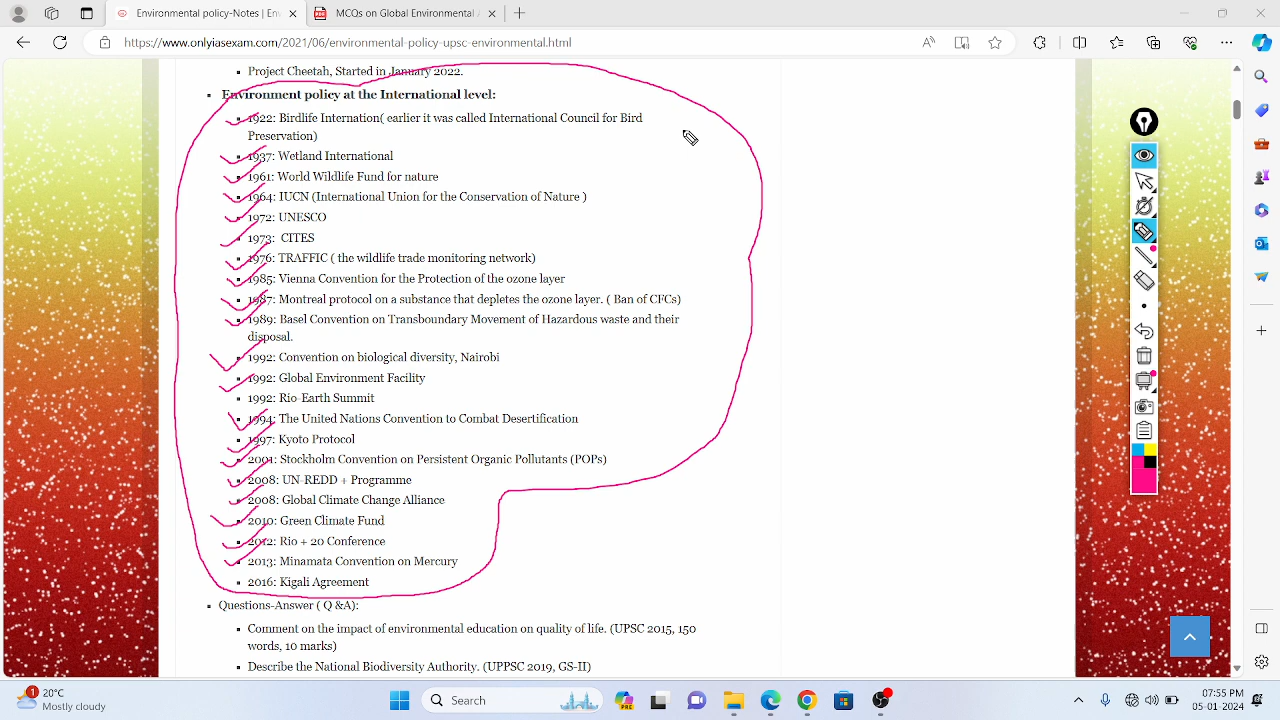 Environmental policy-Notes | En
MCQs on Global Environmental
https://www.onlyiasexam.com/2021/06/environmental-policy-upsc-environmental.html
Project Cheetah, Started in January 2022.
Environment policy at the International level:
1922: Birdlife Internation( earlier it was called International Council for Bird
Preservation)
1937: Wetland International
1961: World Wildlife Fund for nature
1964: IUCN (International Union for the Conservation of Nature )
1972: UNESCO
1973: CITES
1976: TRAFFIC ( the wildlife trade monitoring network)
1985: Vienna Convention for the Protection of the ozone layer
1987: Montreal protocol on a substance that depletes the ozone layer. ( Ban of CFCs)
1989: Basel Convention on Transboundary Movement of Hazardous waste and their
disposal.
1992: Convention on biological diversity, Nairobi
1992: Global Environment Facility
1992: Rio-Earth Summit
1994: The United Nations Convention to Combat Desertification
1997: Kyoto Protocol
Stockholm Convention on Persistent Organic Pollutants (POPs)
2008: UN-REDD + Programme
2008: Global Climate Change Alliance
2010: Green Climate Fund
2012: Rio + 20 Conference
2013: Minamata Convention on Mercury
2016: Kigali Agreement
Questions-Answer ( Q &A):
Comment on the impact of environmental education on quality of life. (UPSC 2015, 150
words, 10 marks)
Describe the National Biodiversity Authority. (UPPSC 2019, GS-II)
1
20°C
Mostly cloudy
Search
PRE
07:55 PM
05-01-2024